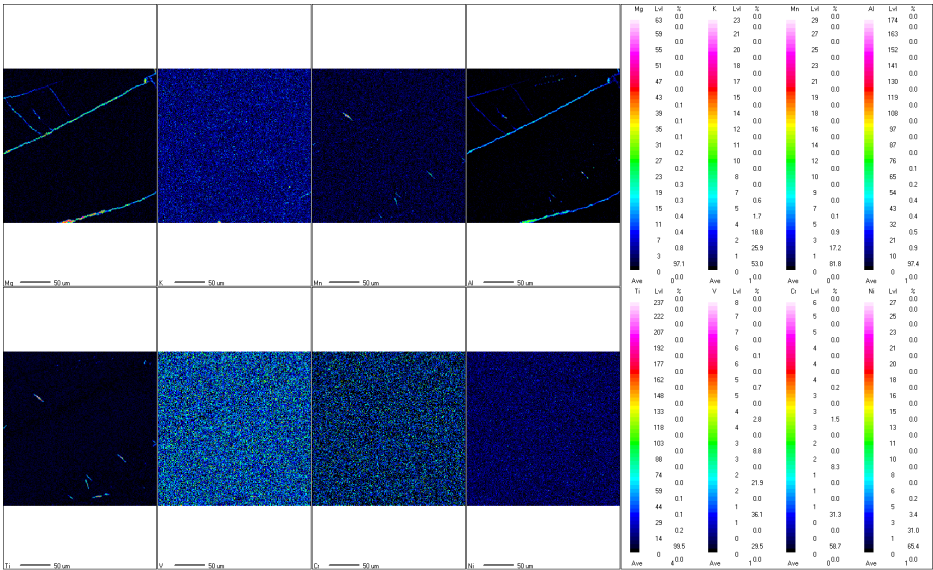 Mg Lvl % K Lvl % Mn Lvl % Al Lvl %
63 0.0 23 0.0 29 0.0 174 0.0
59 0.0 21 0.0 27 0.0 163 0.0
55 0.0 20 0.0 25 0.0 152 0.0
51 0.0 18 0.0 23 0.0 141 0.0
47 0.0 17 0.0 21 0.0 130 0.0
43 0.0 15 0.0 19 0.0 119 0.0
39 0.1 14 0.0 18 0.0 108 0.0
35 0.1 12 0.0 16 0.0 97 0.0
31 0.1 11 0.0 14 0.0 87 0.0
27 0.2 10 0.0 12 0.0 76 0.1
23 0.2 8 0.1 10 0.0 65 0.1
19 0.3 7 0.6 9 0.0 54 0.2
15 0.4 5 1.7 7 0.0 43 0.4
11 0.4 4 18.8 5 0.4 32 0.4
7 0.8 2 25.9 3 0.9 21 0.5
3 97.1 1 53.0 1 17.2 10 0.9
0 0.0 0 0.0 0 81.8 0 97.4
Ave 0 Ave 1 Ave 0 Ave 1
Mg 50 um K 50 um Mn 50 um Al 50 um
Ti Lvl % V Lvl % Cr Lvl % Ni Lvl %
237 0.0 8 0.0 6 0.0 27 0.0
222 0.0 7 0.0 5 0.0 25 0.0
207 0.0 7 0.0 5 0.0 23 0.0
192 0.0 6 0.1 4 0.0 21 0.0
177 0.0 6 0.0 4 0.0 20 0.0
162 0.0 5 0.7 4 0.2 18 0.0
148 0.0 5 0.0 3 0.0 16 0.0
133 0.0 4 2.8 3 1.5 15 0.0
118 0.0 4 0.0 3 0.0 13 0.0
103 0.0 3 8.8 2 0.0 11 0.0
88 0.0 3 0.0 2 8.3 10 0.0
74 0.0 2 21.9 1 0.0 8 0.0
59 0.0 2 0.0 1 0.0 6 0.2
44 0.1 1 36.1 1 31.3 5 3.4
29 0.2 1 0.0 0 0.0 3 31.0
14 99.5 0 29.5 0 58.7 1 65.4
0 0.0 0 0.0 0 0.0 0 0.0
Ave 4 Ave 1 Ave 0 Ave 1
Ti 50 um V 50 um Cr 50 um Ni 50 um